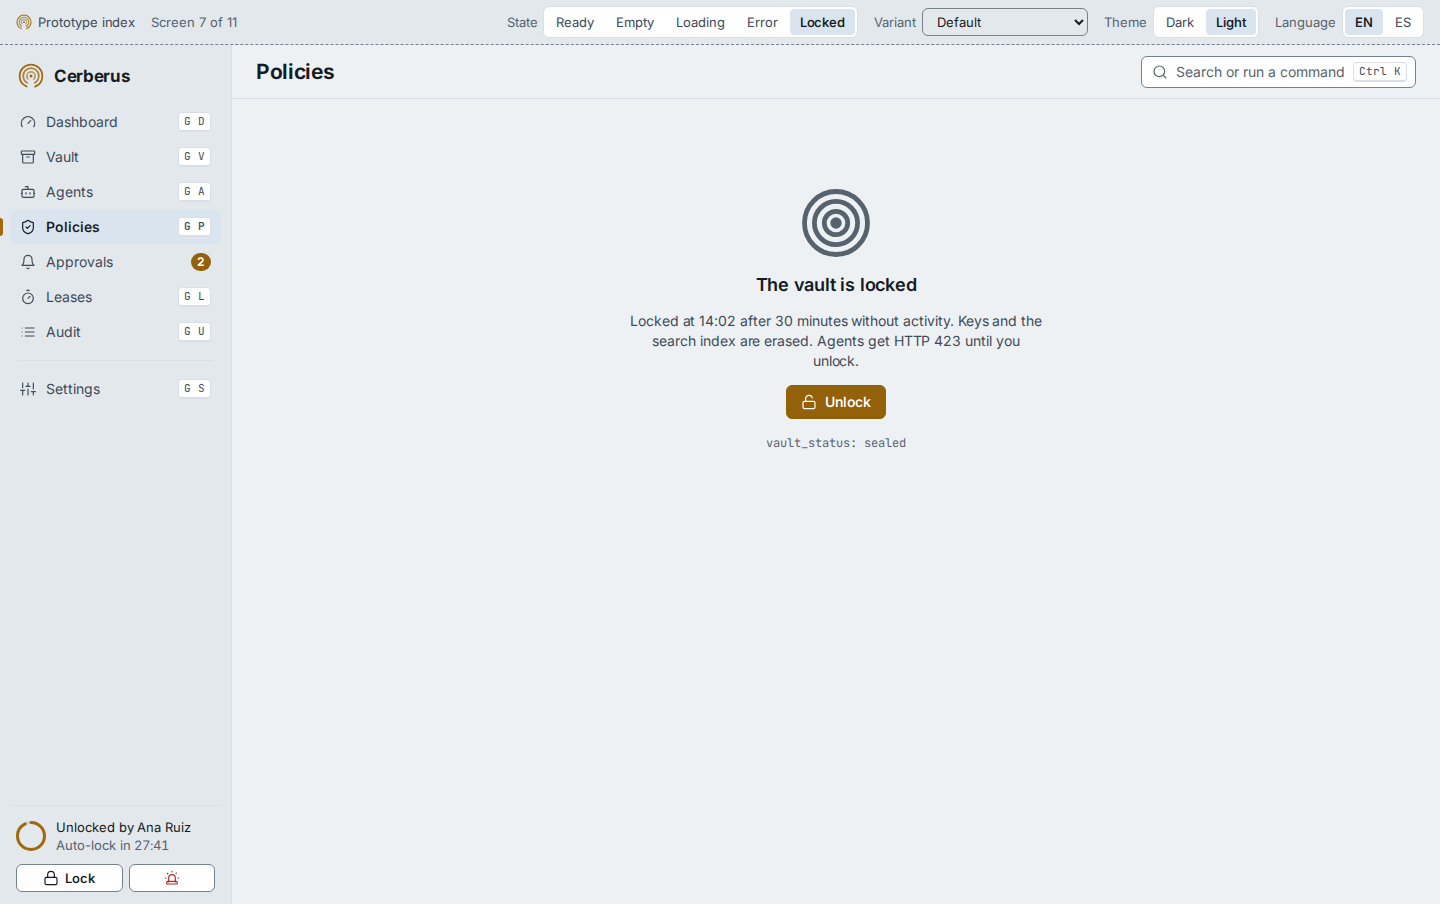 Prototype index Screen 7 of 11 State Ready Empty Loading Error Locked Variant Default Theme Dark Light Language EN ES
Cerberus
Policies
Search or run a command Ctrl K
Dashboard G D
Vault G V
Agents G A
Policies G P
Approvals 2
Leases G L
Audit G U
Settings G S
The vault is locked
Locked at 14:02 after 30 minutes without activity. Keys and the
search index are erased. Agents get HTTP 423 until you
unlock.
Unlock
vault_status: sealed
Unlocked by Ana Ruiz
Auto-lock in 27:41
Lock